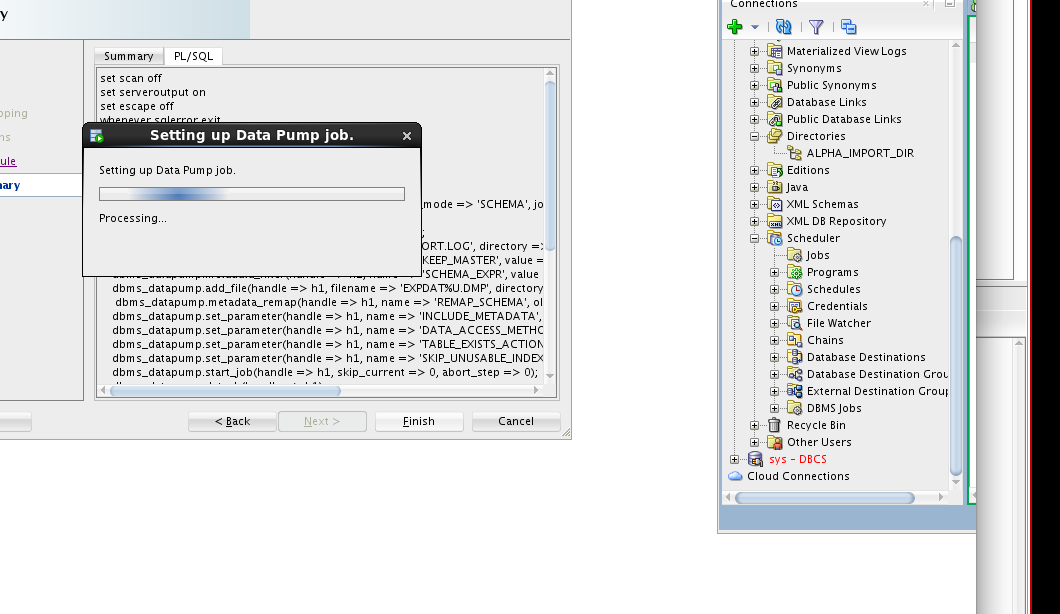 y
Summary PL/SQL
set scan off
set serveroutput on
set escape off
whenever sqlerror exit
Setting up Data Pump job.
Setting up Data Pump job.
Processing...
pping
ns
ule
nary
mode => 'SCHEMA', jo
;
ORT.LOG', directory =>
KEEP_MASTER', value =
'SCHEMA_EXPR', value
dbms_datapump.add_file(handle => h1, filename => 'EXPDAT%U.DMP', directory
dbms_datapump.metadata_remap(handle => h1, name => 'REMAP_SCHEMA', ol
dbms_datapump.set_parameter(handle => h1, name => 'INCLUDE_METADATA',
dbms_datapump.set_parameter(handle => h1, name => 'DATA_ACCESS_METHO
dbms_datapump.set_parameter(handle => h1, name => 'TABLE_EXISTS_ACTION
dbms_datapump.set_parameter(handle => h1, name => 'SKIP_UNUSABLE_INDEX
dbms_datapump.start_job(handle => h1, skip_current => 0, abort_step => 0);
< Back Next > Finish Cancel
Connections
Materialized View Logs
Synonyms
Public Synonyms
Database Links
Public Database Links
Directories
ALPHA_IMPORT_DIR
Editions
Java
XML Schemas
XML DB Repository
Scheduler
Jobs
Programs
Schedules
Credentials
File Watcher
Chains
Database Destinations
Database Destination Grou
External Destination Group
DBMS Jobs
Recycle Bin
Other Users
sys - DBCS
Cloud Connections